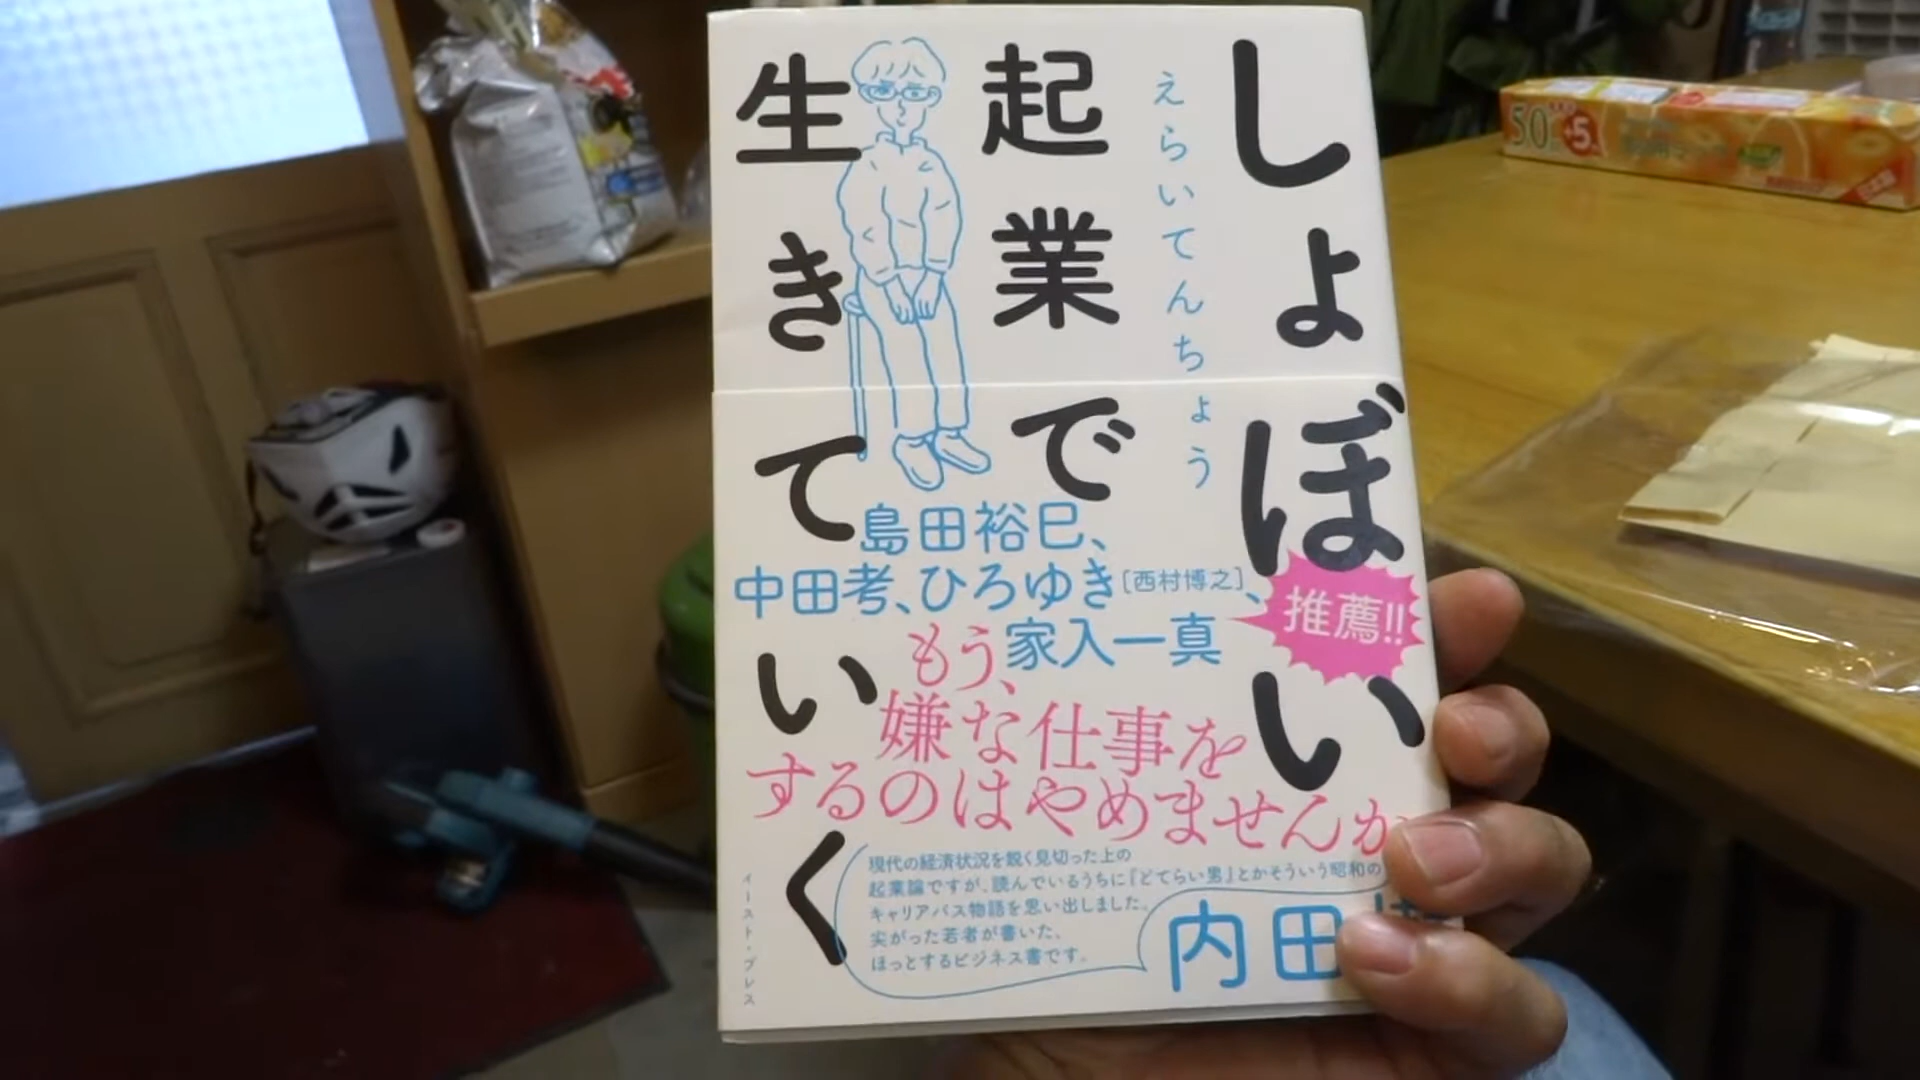 しょぼい
起業で
生きていく
えらいてんちょう
島田裕巳、
中田考、ひろゆき[西村博之]、
家入一真
推薦!!
もう、
嫌な仕事を
するのはやめませんか
現代の経済状況を鋭く見切った上の
起業論ですが、読んでいるうちに『どてらい男』とかそういう昭和の
キャリアパス物語を思い出しました。
尖がった若者が書いた、
ほっとするビジネス書です。
内田
イースト・プレス
50
+5